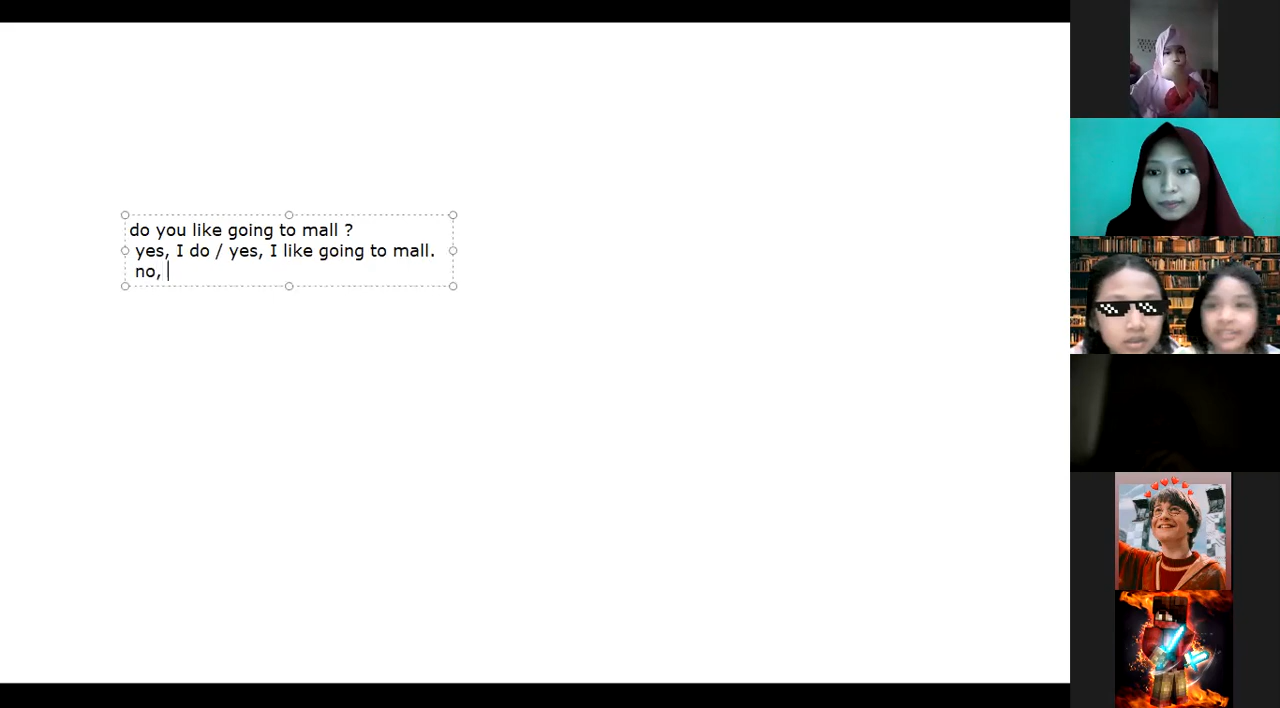 do you like going to mall ?
yes, I do / yes, I like going to mall.
no,